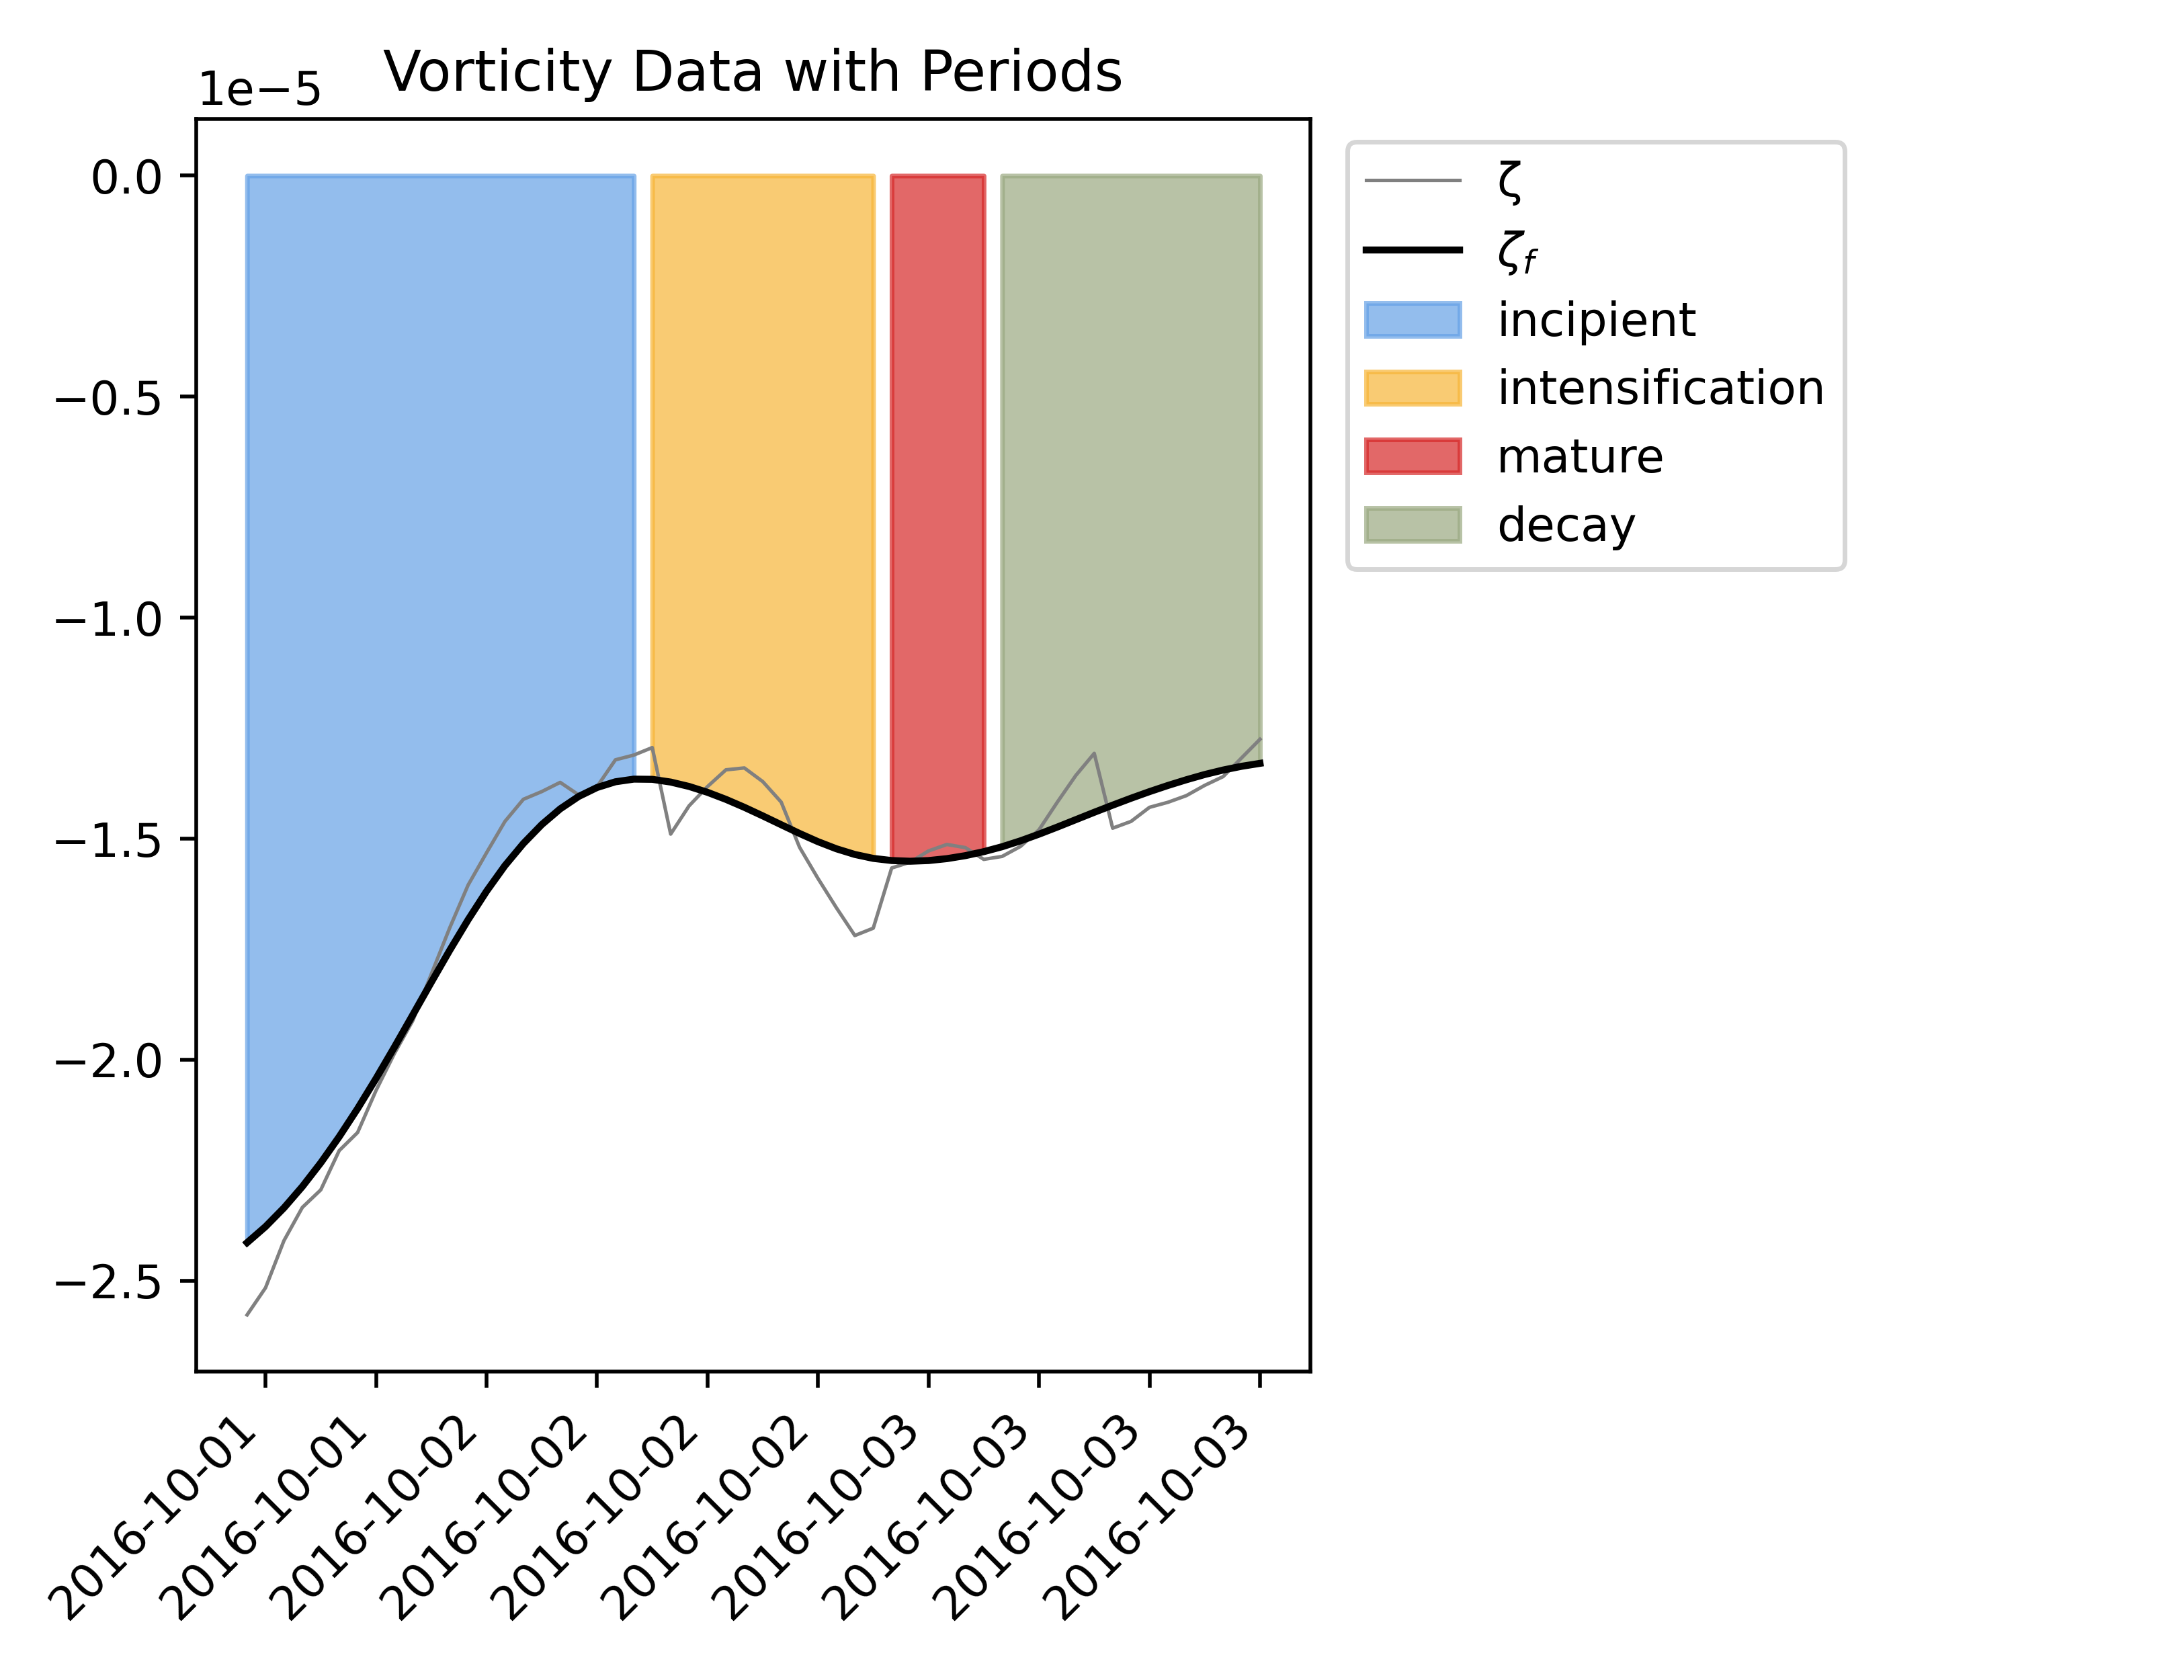 Vorticity Data with Periods
1e−5
0.0
−0.5
−1.0
−1.5
−2.0
−2.5
2016-10-01
2016-10-01
2016-10-02
2016-10-02
2016-10-02
2016-10-02
2016-10-03
2016-10-03
2016-10-03
2016-10-03
ζ
ζf
incipient
intensification
mature
decay